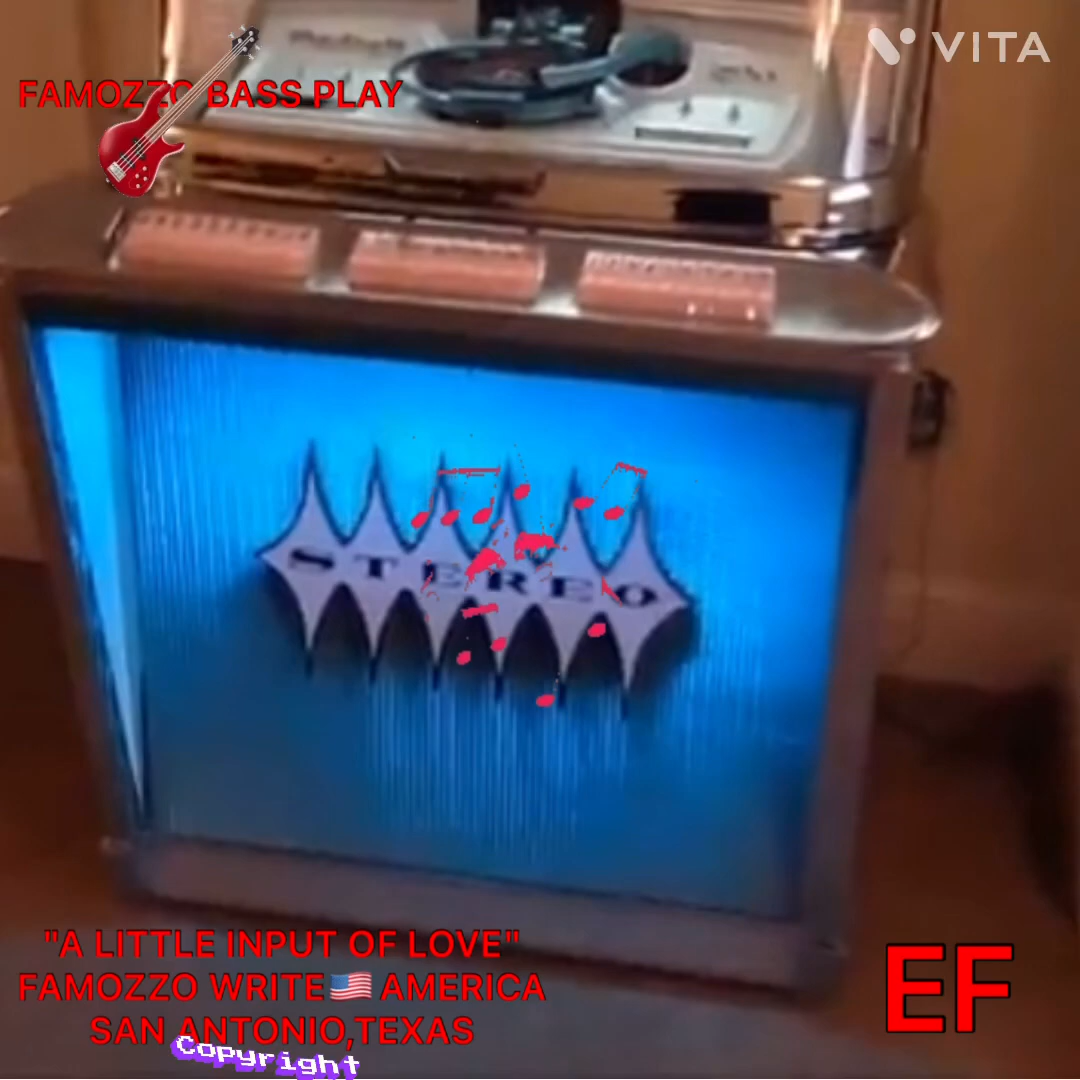 VITA
FAMOZZO BASS PLAY
STEREO
"A LITTLE INPUT OF LOVE"
FAMOZZO WRITE🇺🇸AMERICA
SAN ANTONIO,TEXAS
EF
Copyright